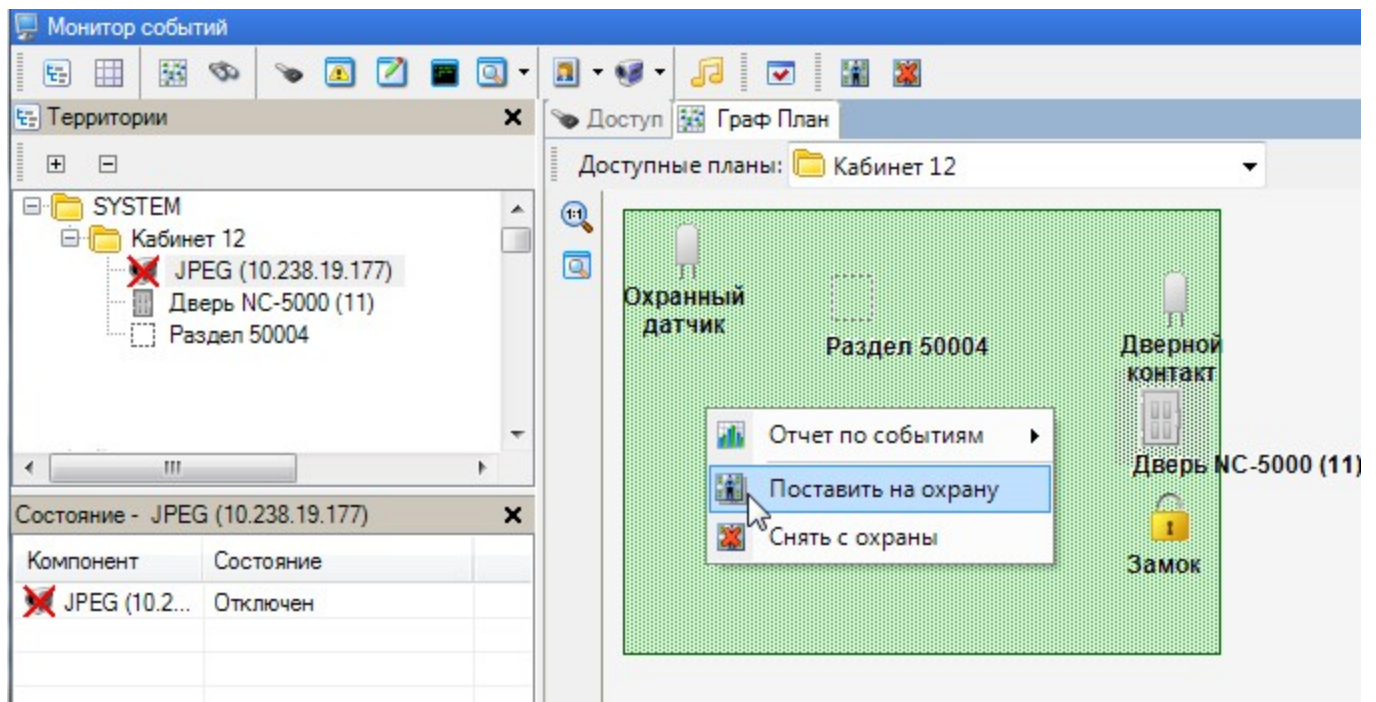 Монитор событий
Территории
SYSTEM
Кабинет 12
JPEG (10.238.19.177)
Дверь NC-5000 (11)
Раздел 50004
Состояние - JPEG (10.238.19.177)
Компонент Состояние
JPEG (10.2... Отключен
Доступ Граф План
Доступные планы: Кабинет 12
1:1
Охранный
датчик
Раздел 50004
Дверной
контакт
Дверь NC-5000 (11)
Замок
Отчет по событиям
Поставить на охрану
Снять с охраны